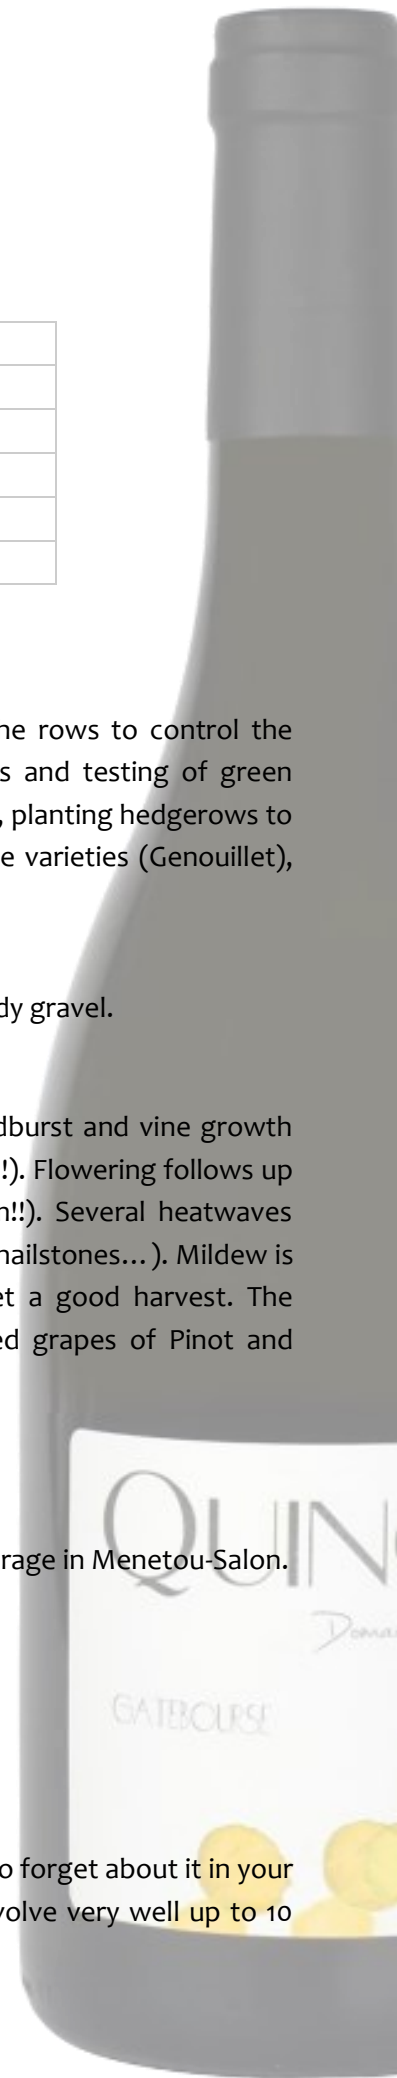 ne rows to control the
s and testing of green
, planting hedgerows to
e varieties (Genouillet),
dy gravel.
dburst and vine growth
!). Flowering follows up
n!!). Several heatwaves
hailstones…). Mildew is
et a good harvest. The
ed grapes of Pinot and
QUIN
rage in Menetou-Salon.
Domai
GATEBOURSE
o forget about it in your
volve very well up to 10